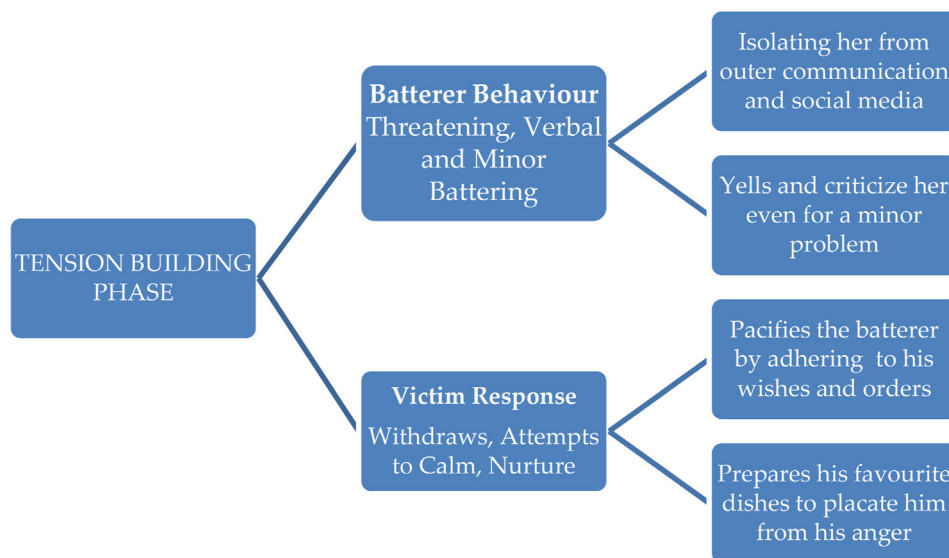 TENSION BUILDING
PHASE
Batterer Behaviour
Threatening, Verbal
and Minor
Battering
Isolating her from
outer communication
and social media
Yells and criticize her
even for a minor
problem
Victim Response
Withdraws, Attempts
to Calm, Nurture
Pacifies the batterer
by adhering to his
wishes and orders
Prepares his favourite
dishes to placate him
from his anger